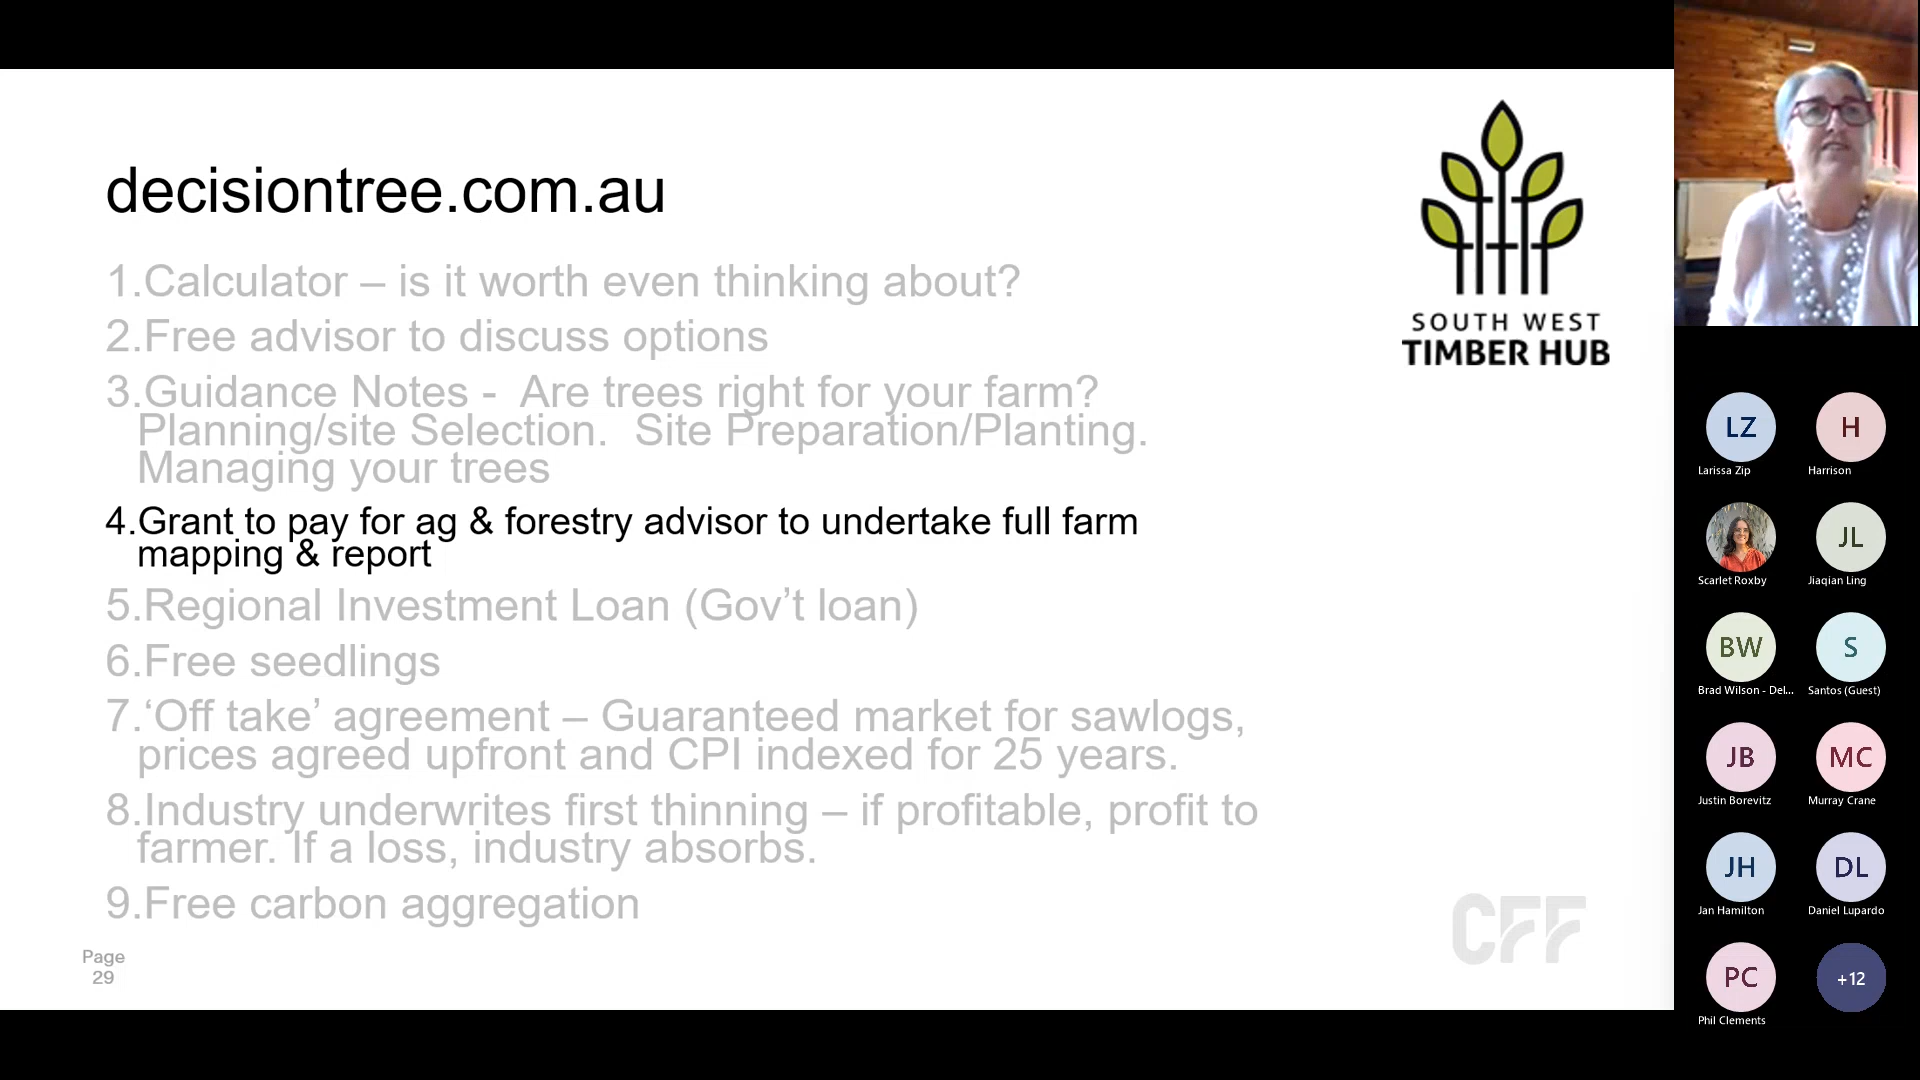 decisiontree.com.au
1.Calculator – is it worth even thinking about?
2.Free advisor to discuss options
3.Guidance Notes -  Are trees right for your farm?
Planning/site Selection.  Site Preparation/Planting.
Managing your trees
4.Grant to pay for ag & forestry advisor to undertake full farm
mapping & report
5.Regional Investment Loan (Gov’t loan)
6.Free seedlings
7.‘Off take’ agreement – Guaranteed market for sawlogs,
prices agreed upfront and CPI indexed for 25 years.
8.Industry underwrites first thinning – if profitable, profit to
farmer. If a loss, industry absorbs.
9.Free carbon aggregation
Page
29
SOUTH WEST
TIMBER HUB
CFF
LZ
Larissa Zip
H
Harrison
Scarlet Roxby
JL
Jiaqian Ling
BW
Brad Wilson - Del...
S
Santos (Guest)
JB
Justin Borevitz
MC
Murray Crane
JH
Jan Hamilton
DL
Daniel Lupardo
PC
Phil Clements
+12